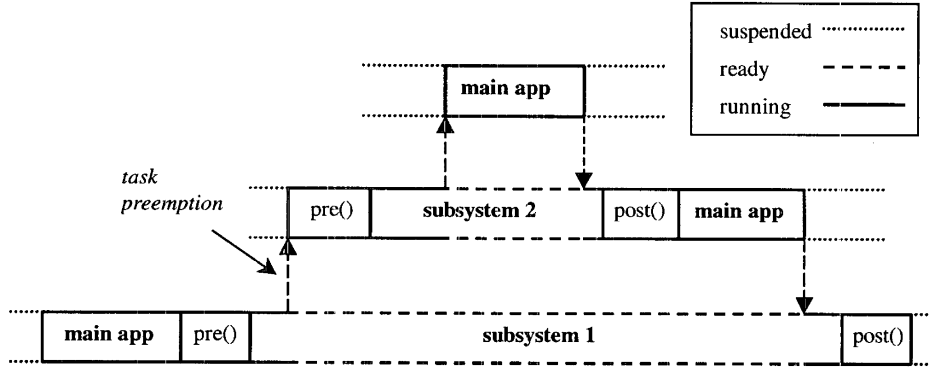 suspended
ready
running
main app
task
preemption
pre()
subsystem 2
post()
main app
main app
pre()
subsystem 1
post()